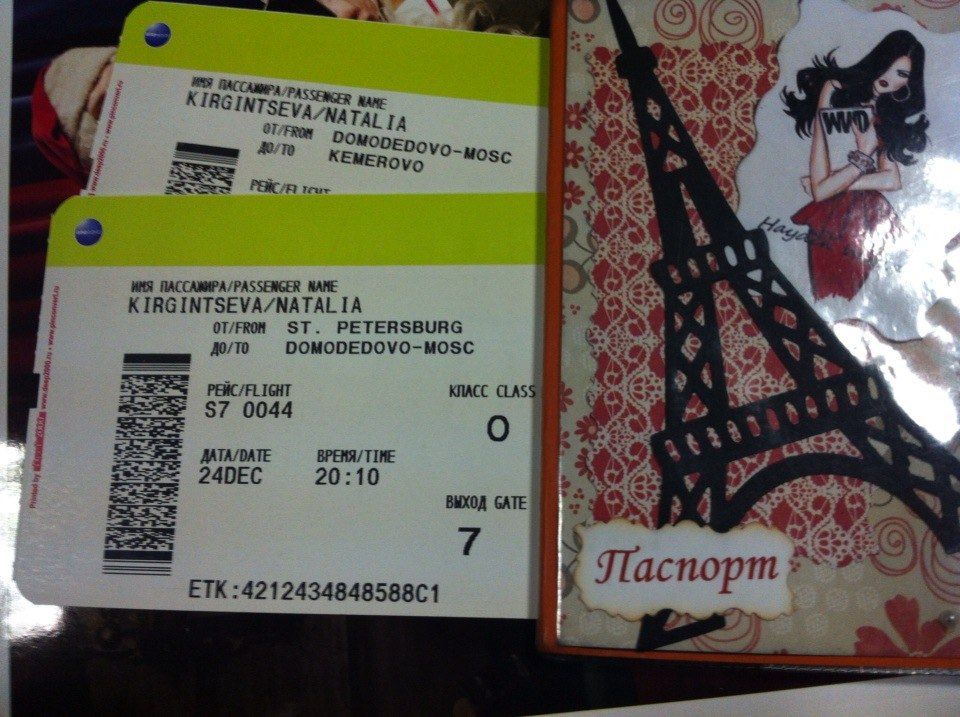 ИМЯ ПАССАЖИРА/PASSENGER NAME
KIRGINTSEVA/NATALIA
ОТ/FROM DOMODEDOVO-MOSC
ДО/TO KEMEROVO
РЕЙС/FLIGHT
ИМЯ ПАССАЖИРА/PASSENGER NAME
KIRGINTSEVA/NATALIA
ОТ/FROM ST. PETERSBURG
ДО/TO DOMODEDOVO-MOSC
РЕЙС/FLIGHT КЛАСС CLASS
S7 0044 O
ДАТА/DATE ВРЕМЯ/TIME
24DEC 20:10
ВЫХОД GATE
7
ETK:4212434848588C1
Паспорт